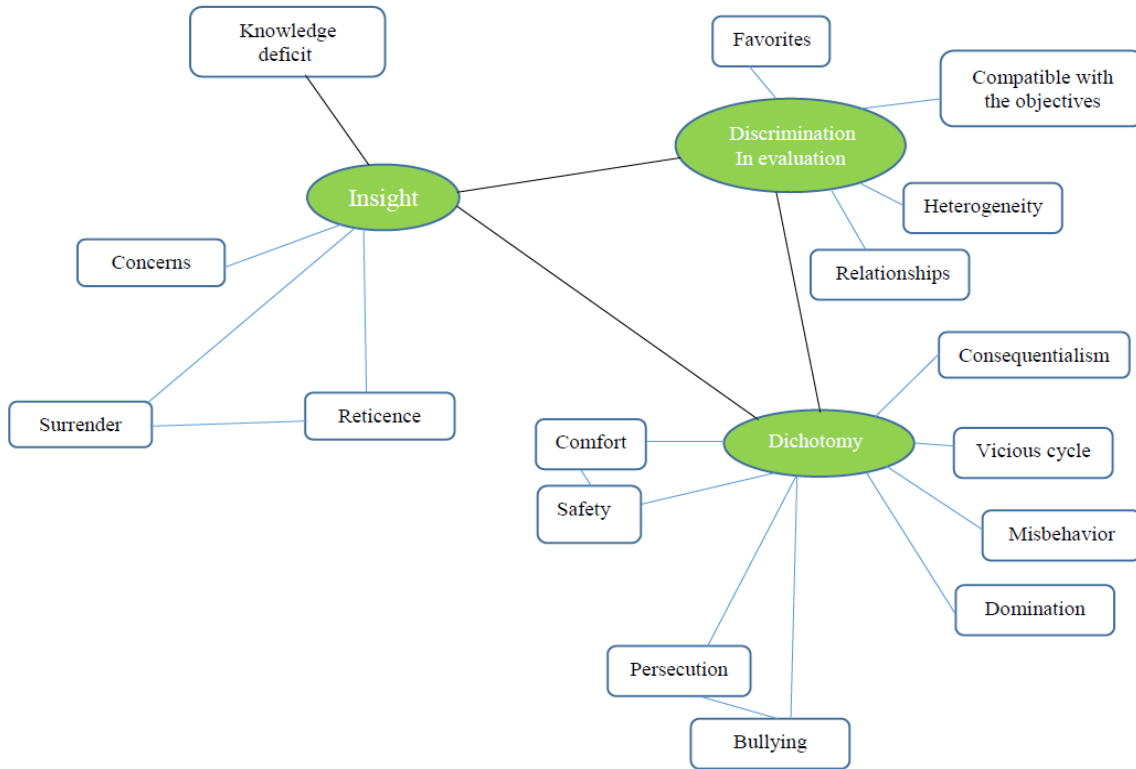 Knowledge
deficit
Favorites
Compatible with
the objectives
Discrimination
In evaluation
Insight
Heterogeneity
Concerns
Relationships
Consequentialism
Surrender
Reticence
Comfort
Dichotomy
Vicious cycle
Safety
Misbehavior
Domination
Persecution
Bullying